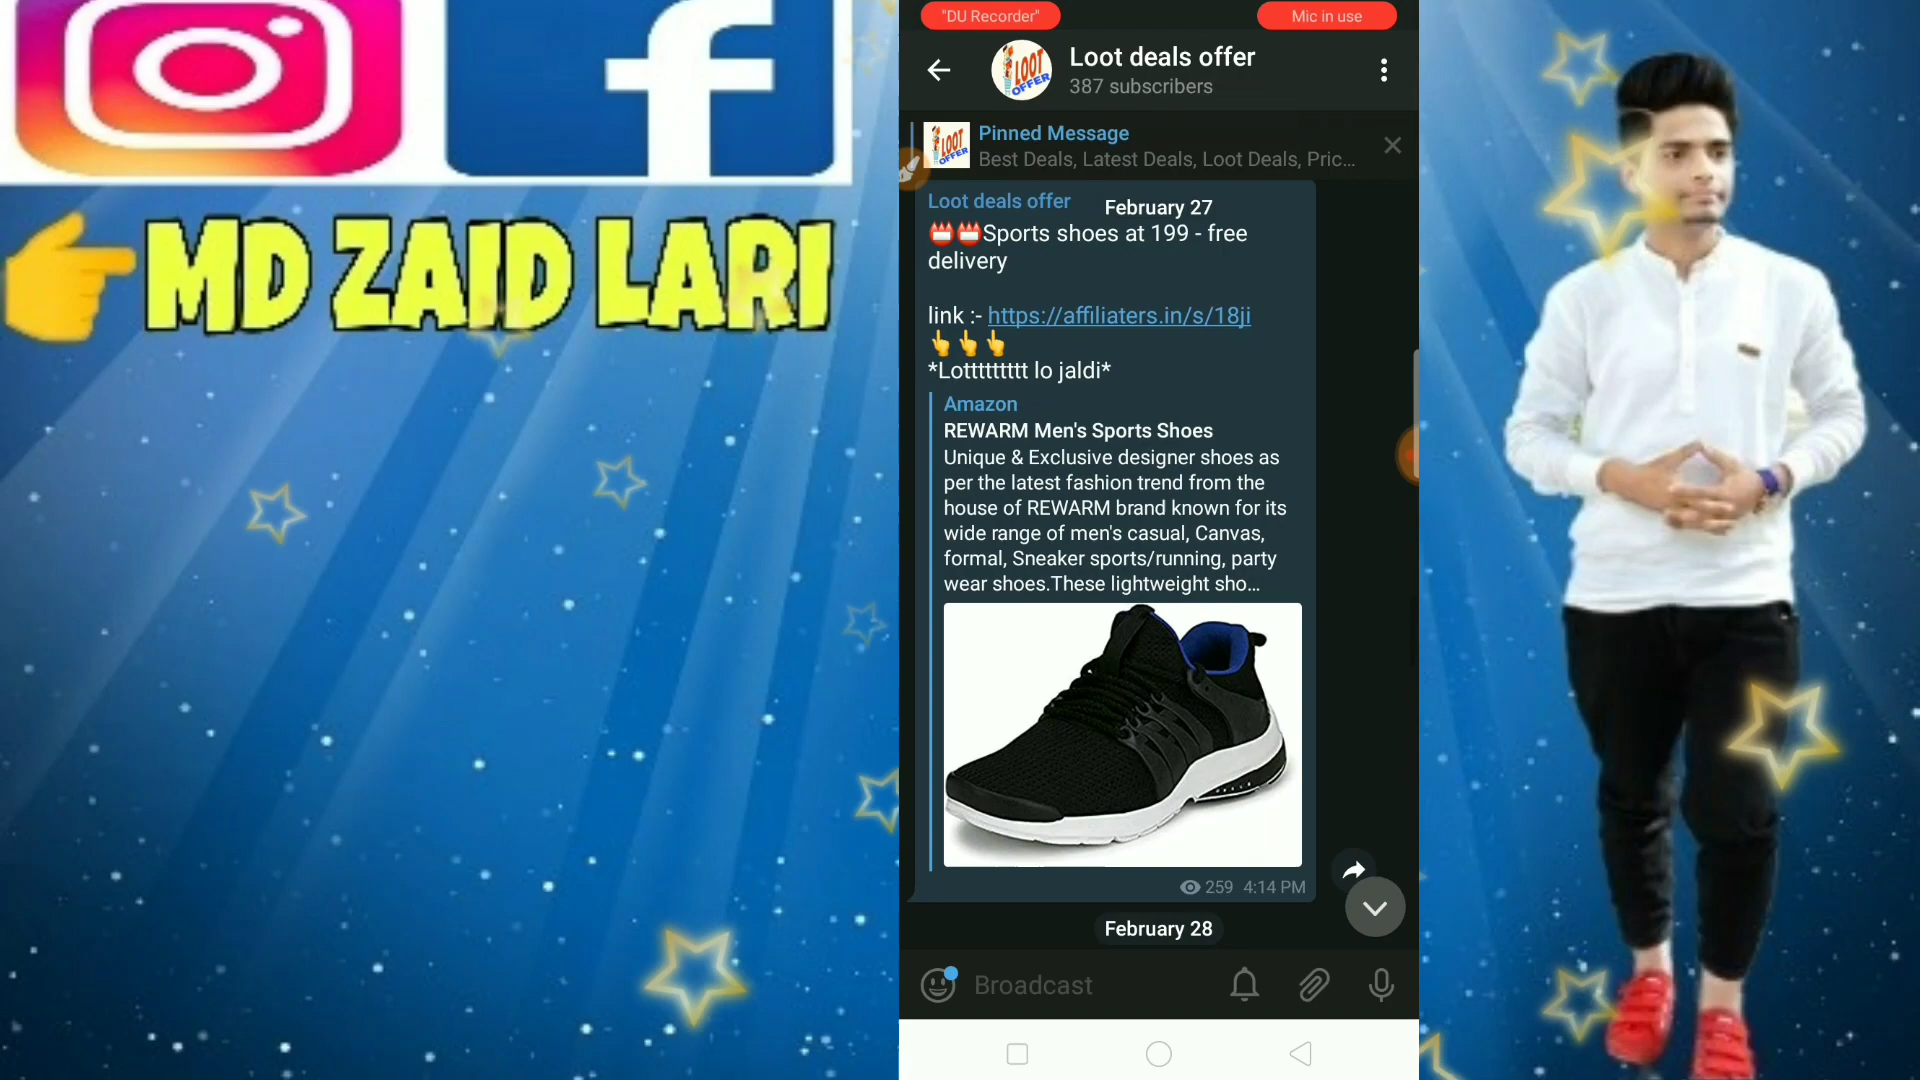 MD ZAID LARI
"DU Recorder"
Mic in use
Loot deals offer
387 subscribers
Pinned Message
Best Deals, Latest Deals, Loot Deals, Pric...
LOOT
OFFER
LOOT
OFFER
Loot deals offer
February 27
Sports shoes at 199 - free
delivery
link :- https://affiliaters.in/s/18ji
*Lottttttttt lo jaldi*
Amazon
REWARM Men's Sports Shoes
Unique & Exclusive designer shoes as
per the latest fashion trend from the
house of REWARM brand known for its
wide range of men's casual, Canvas,
formal, Sneaker sports/running, party
wear shoes.These lightweight sho...
259 4:14 PM
February 28
Broadcast